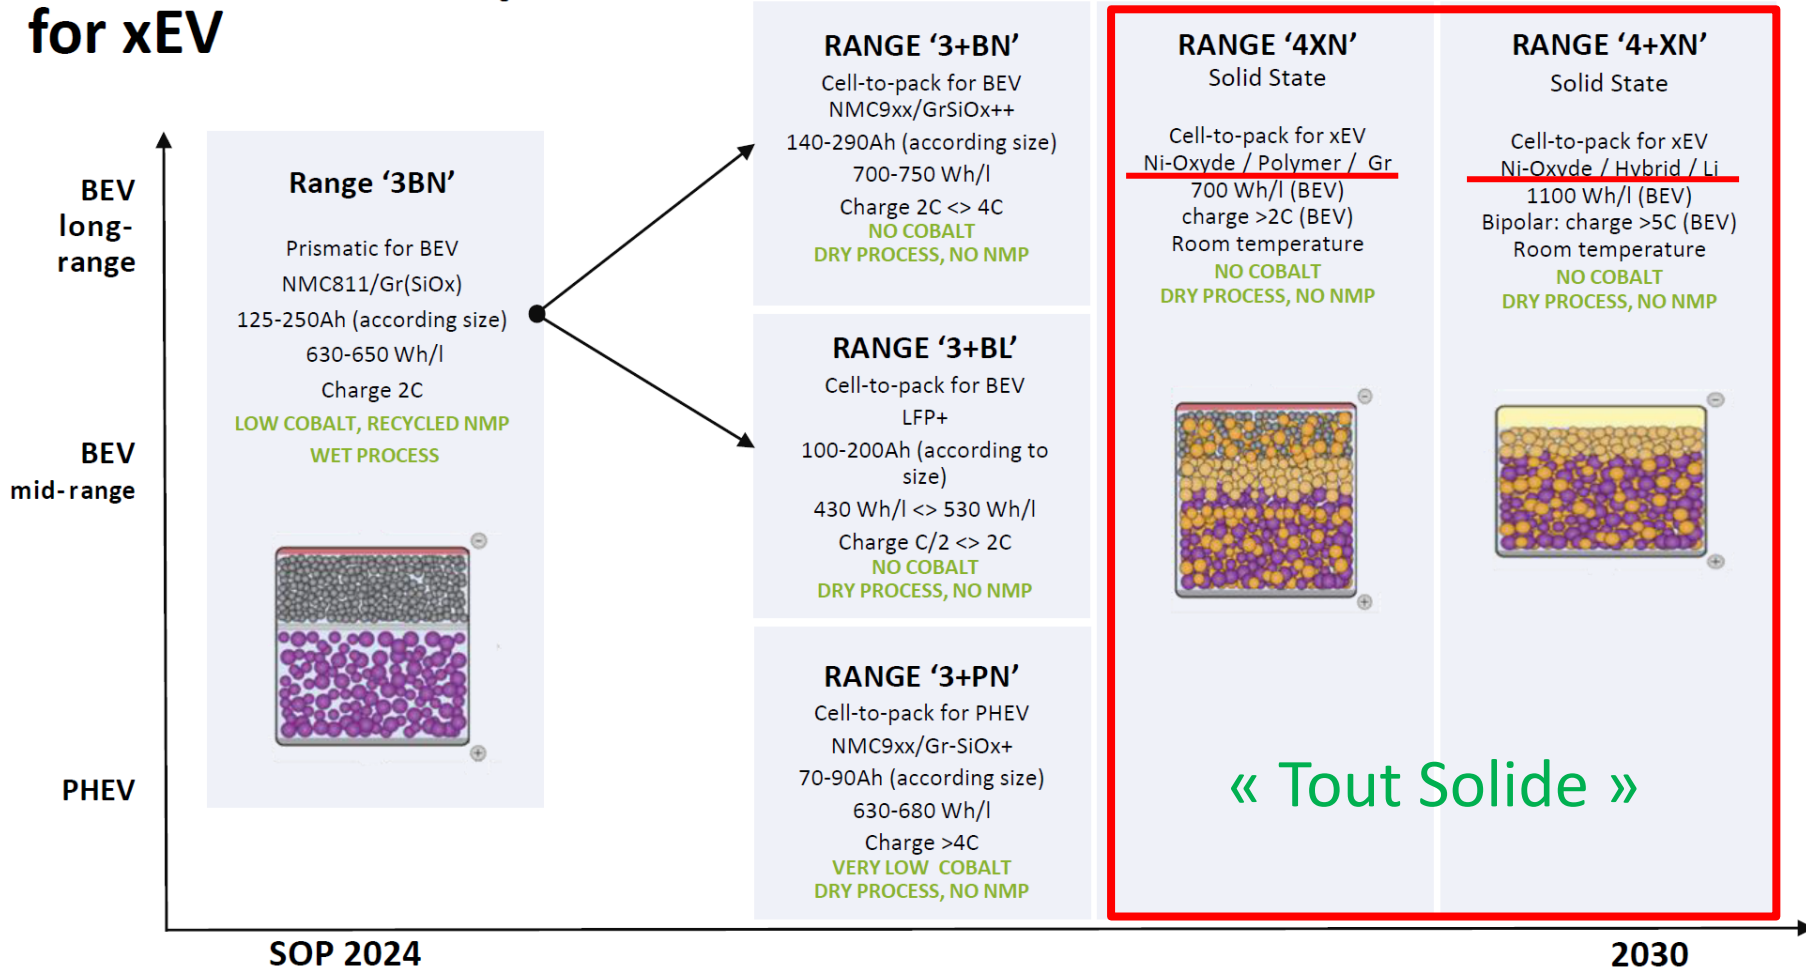 for xEV
BEV
long-
range
BEV
mid-range
PHEV
Range ‘3BN’
Prismatic for BEV
NMC811/Gr(SiOx)
125-250Ah (according size)
630-650 Wh/l
Charge 2C
LOW COBALT, RECYCLED NMP
WET PROCESS
RANGE ‘3+BN’
Cell-to-pack for BEV
NMC9xx/GrSiOx++
140-290Ah (according size)
700-750 Wh/l
Charge 2C <> 4C
NO COBALT
DRY PROCESS, NO NMP
RANGE ‘3+BL’
Cell-to-pack for BEV
LFP+
100-200Ah (according to
size)
430 Wh/l <> 530 Wh/l
Charge C/2 <> 2C
NO COBALT
DRY PROCESS, NO NMP
RANGE ‘3+PN’
Cell-to-pack for PHEV
NMC9xx/Gr-SiOx+
70-90Ah (according size)
630-680 Wh/l
Charge >4C
VERY LOW COBALT
DRY PROCESS, NO NMP
RANGE ‘4XN’
Solid State
Cell-to-pack for xEV
Ni-Oxyde / Polymer / Gr
700 Wh/l (BEV)
charge >2C (BEV)
Room temperature
NO COBALT
DRY PROCESS, NO NMP
RANGE ‘4+XN’
Solid State
Cell-to-pack for xEV
Ni-Oxyde / Hybrid / Li
1100 Wh/l (BEV)
Bipolar: charge >5C (BEV)
Room temperature
NO COBALT
DRY PROCESS, NO NMP
« Tout Solide »
SOP 2024
2030